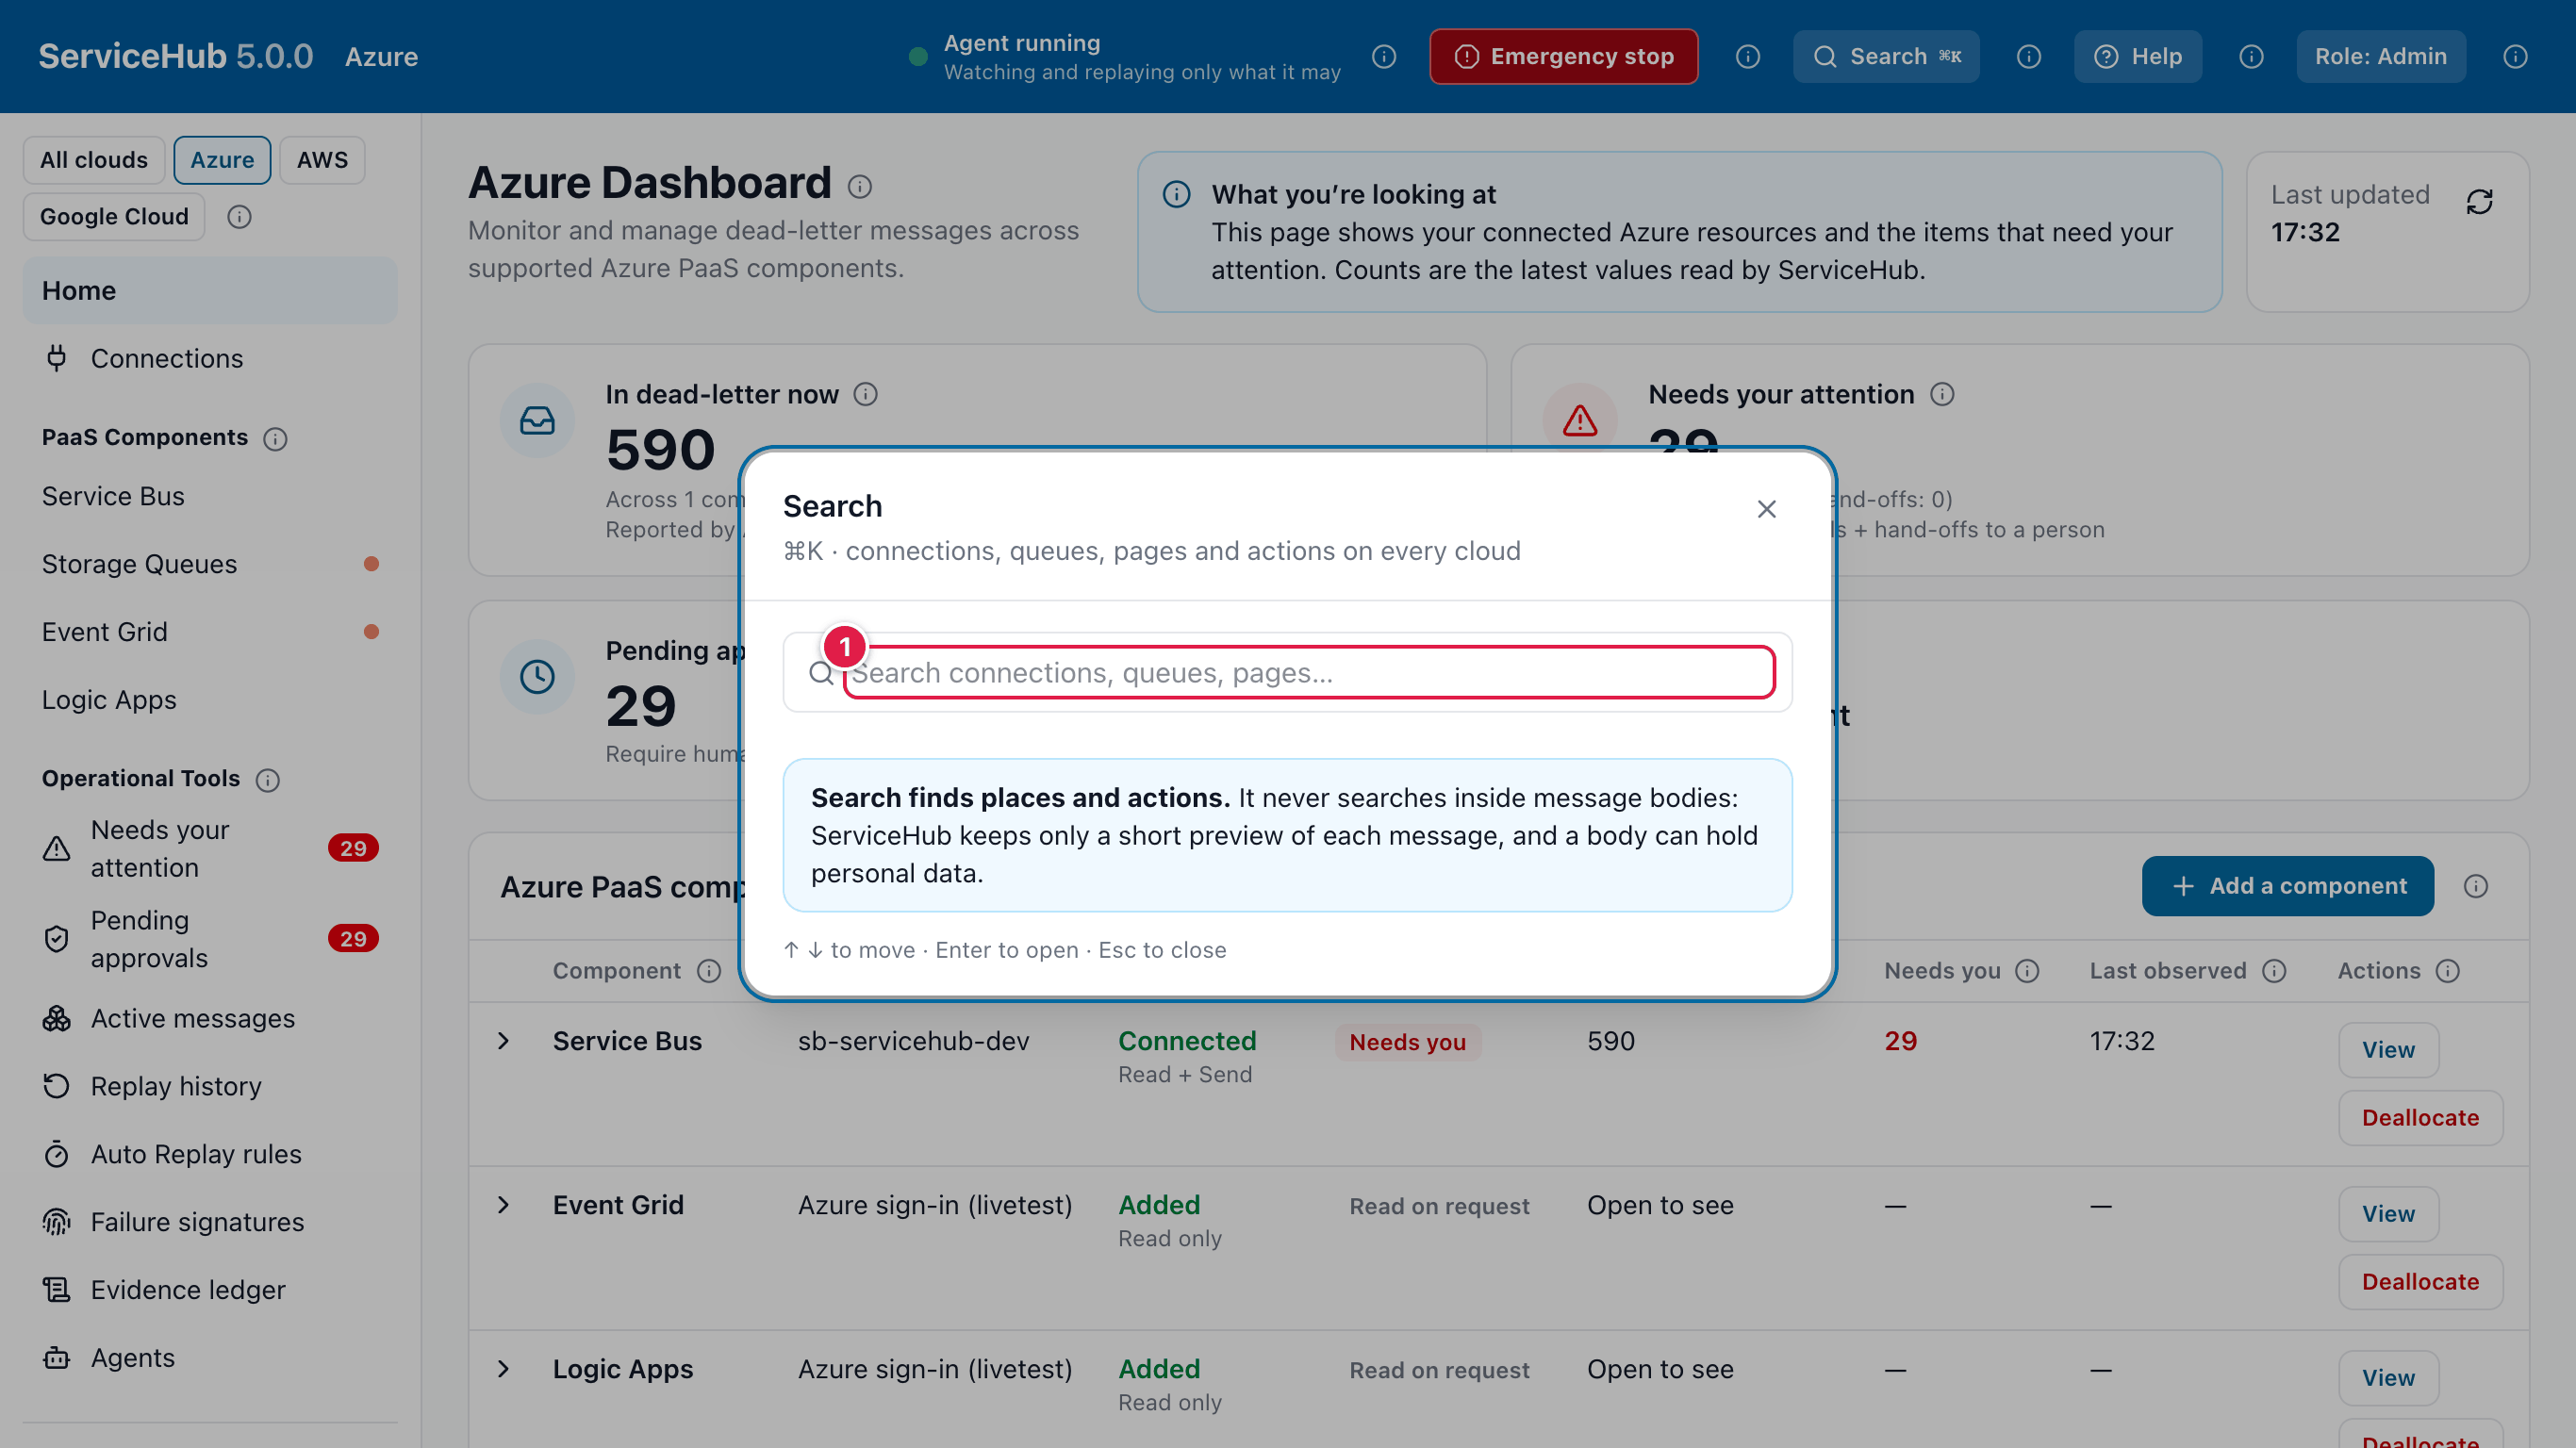 ServiceHub 5.0.0 Azure
Agent running
Watching and replaying only what it may
Emergency stop
Search ⌘K
Help
Role: Admin
All clouds
Azure
AWS
Google Cloud
Home
Connections
PaaS Components
Service Bus
Storage Queues
Event Grid
Logic Apps
Operational Tools
Needs your
attention
29
Pending
approvals
29
Active messages
Replay history
Auto Replay rules
Failure signatures
Evidence ledger
Agents
Azure Dashboard
Monitor and manage dead-letter messages across
supported Azure PaaS components.
What you’re looking at
This page shows your connected Azure resources and the items that need your
attention. Counts are the latest values read by ServiceHub.
Last updated
17:32
In dead-letter now
590
Across 1
Reported by
Needs your attention
29
hand-offs: 0)
+ hand-offs to a person
Pending
29
Require
Search
⌘K · connections, queues, pages and actions on every cloud
1
Search connections, queues, pages...
Search finds places and actions. It never searches inside message bodies:
ServiceHub keeps only a short preview of each message, and a body can hold
personal data.
↑ ↓ to move · Enter to open · Esc to close
Azure PaaS
+ Add a component
Component
Needs you
Last observed
Actions
Service Bus
sb-servicehub-dev
Connected
Read + Send
Needs you
590
29
17:32
View
Deallocate
Event Grid
Azure sign-in (livetest)
Added
Read only
Read on request
Open to see
—
—
View
Deallocate
Logic Apps
Azure sign-in (livetest)
Added
Read only
Read on request
Open to see
—
—
View
Deallocate